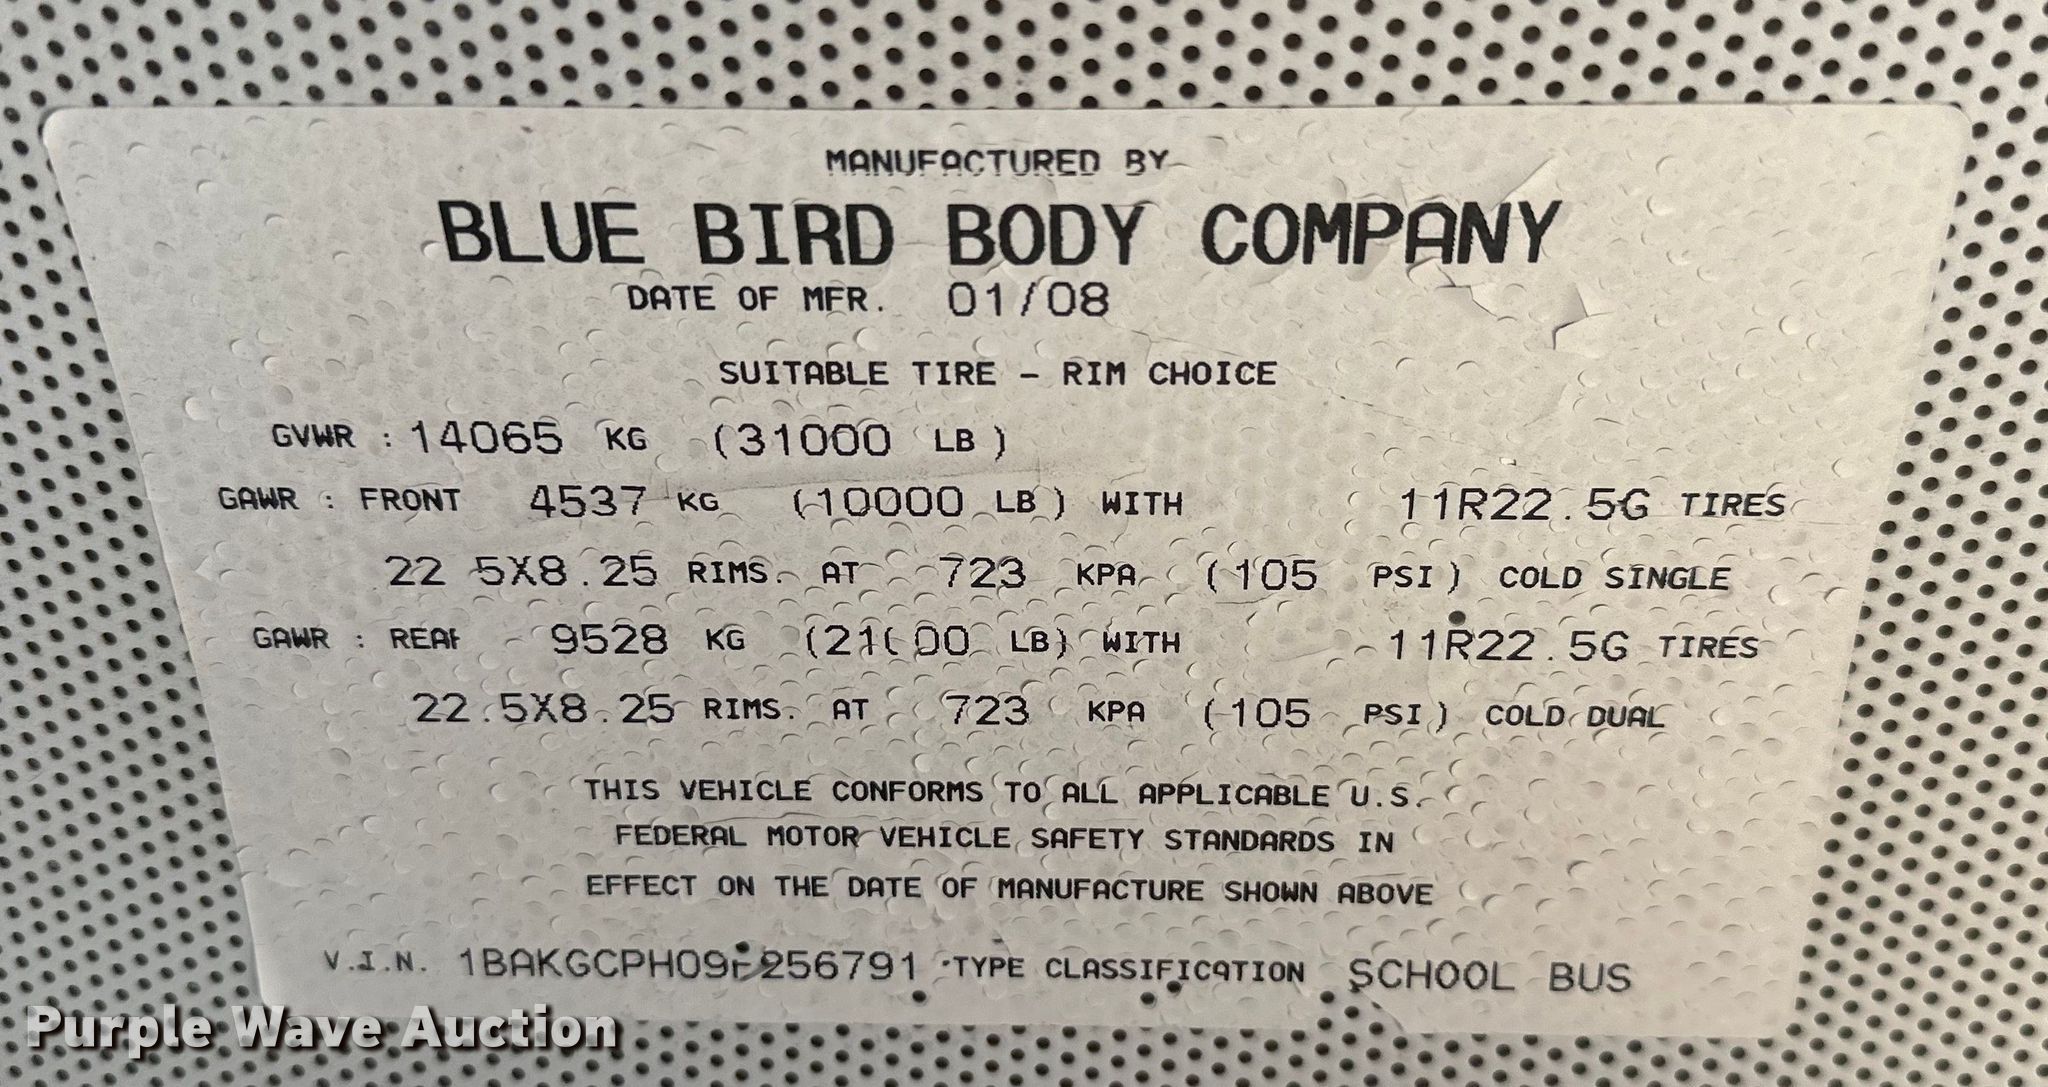 MANUFACTURED BY
BLUE BIRD BODY COMPANY
DATE OF MFR. 01/08
SUITABLE TIRE - RIM CHOICE
GVWR : 14065 KG (31000 LB)
GAWR : FRONT 4537 KG (10000 LB) WITH 11R22.5G TIRES
22 5X8.25 RIMS. AT 723 KPA (105 PSI) COLD SINGLE
GAWR : REAR 9528 KG (21000 LB) WITH 11R22.5G TIRES
22.5X8.25 RIMS. AT 723 KPA (105 PSI) COLD DUAL
THIS VEHICLE CONFORMS TO ALL APPLICABLE U.S.
FEDERAL MOTOR VEHICLE SAFETY STANDARDS IN
EFFECT ON THE DATE OF MANUFACTURE SHOWN ABOVE
V.I.N. 1BAKGCPH09F256791 TYPE CLASSIFICATION SCHOOL BUS
Purple Wave Auction